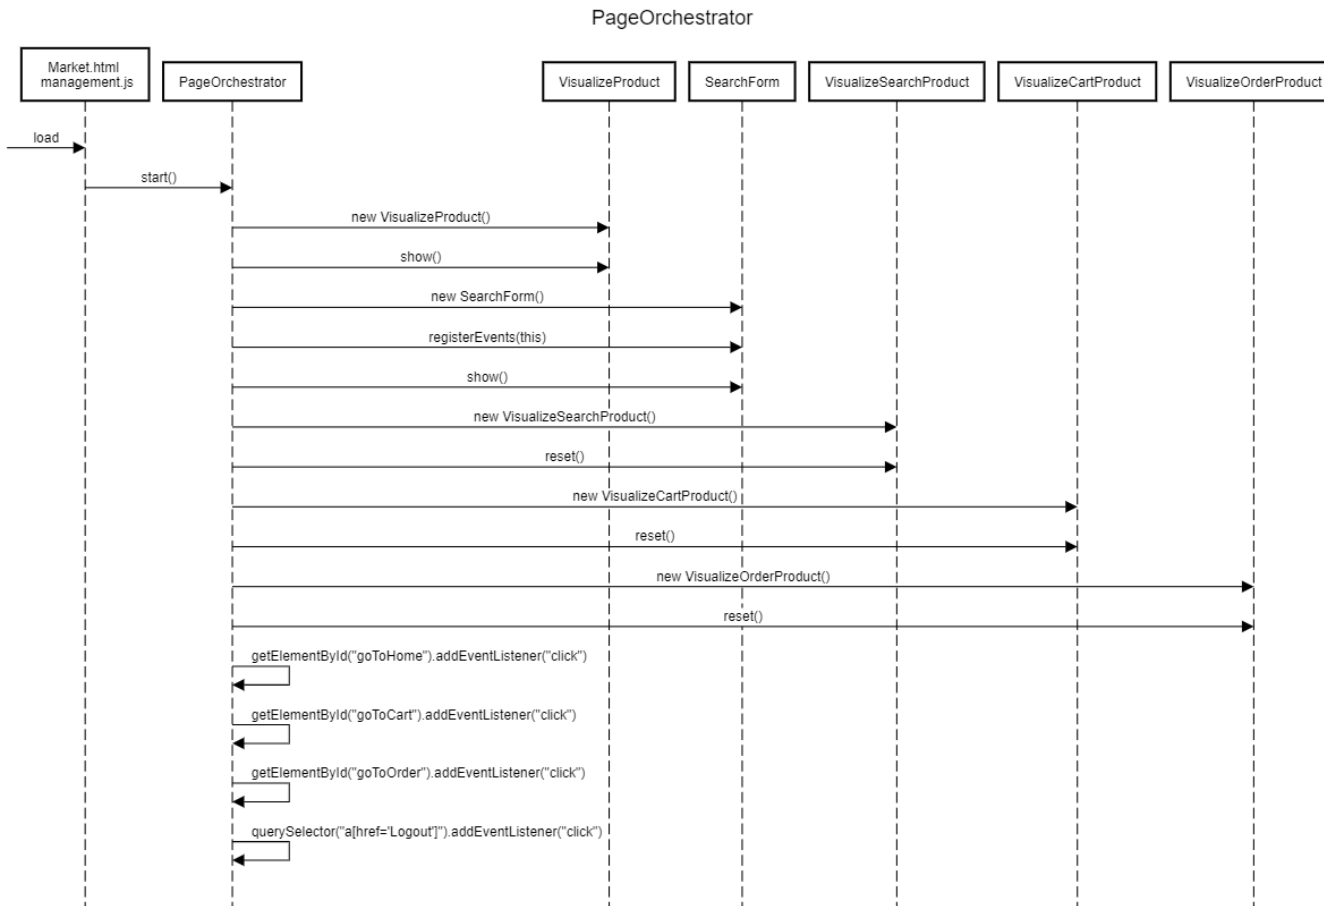 PageOrchestrator
Market.html
management.js
PageOrchestrator
VisualizeProduct
SearchForm
VisualizeSearchProduct
VisualizeCartProduct
VisualizeOrderProduct
load
start()
new VisualizeProduct()
show()
new SearchForm()
registerEvents(this)
show()
new VisualizeSearchProduct()
reset()
new VisualizeCartProduct()
reset()
new VisualizeOrderProduct()
reset()
getElementById("goToHome").addEventListener("click")
getElementById("goToCart").addEventListener("click")
getElementById("goToOrder").addEventListener("click")
querySelector("a[href='Logout']").addEventListener("click")